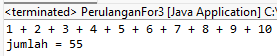 <terminated> PerulanganFor3 [Java Application] C:
1 + 2 + 3 + 4 + 5 + 6 + 7 + 8 + 9 + 10
jumlah = 55